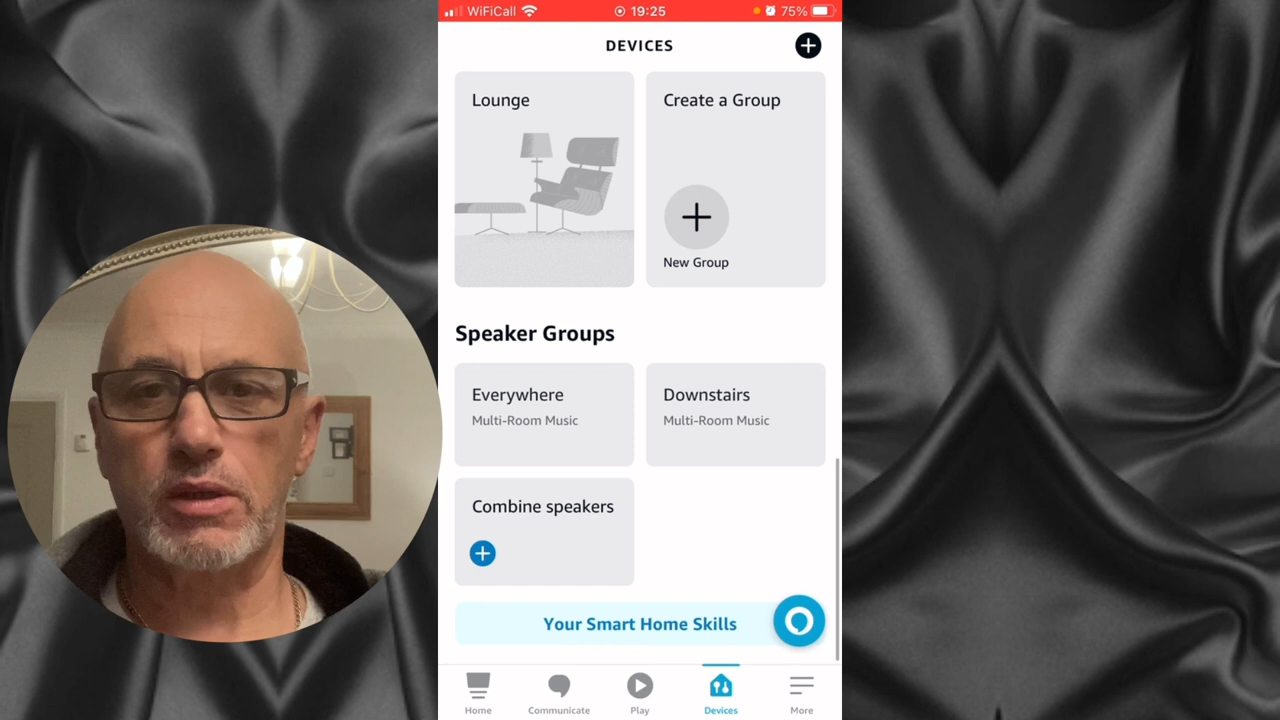 WiFiCall 19:25 75%
DEVICES
Lounge
Create a Group
New Group
Speaker Groups
Everywhere
Multi-Room Music
Downstairs
Multi-Room Music
Combine speakers
Your Smart Home Skills
Home Communicate Play Devices More